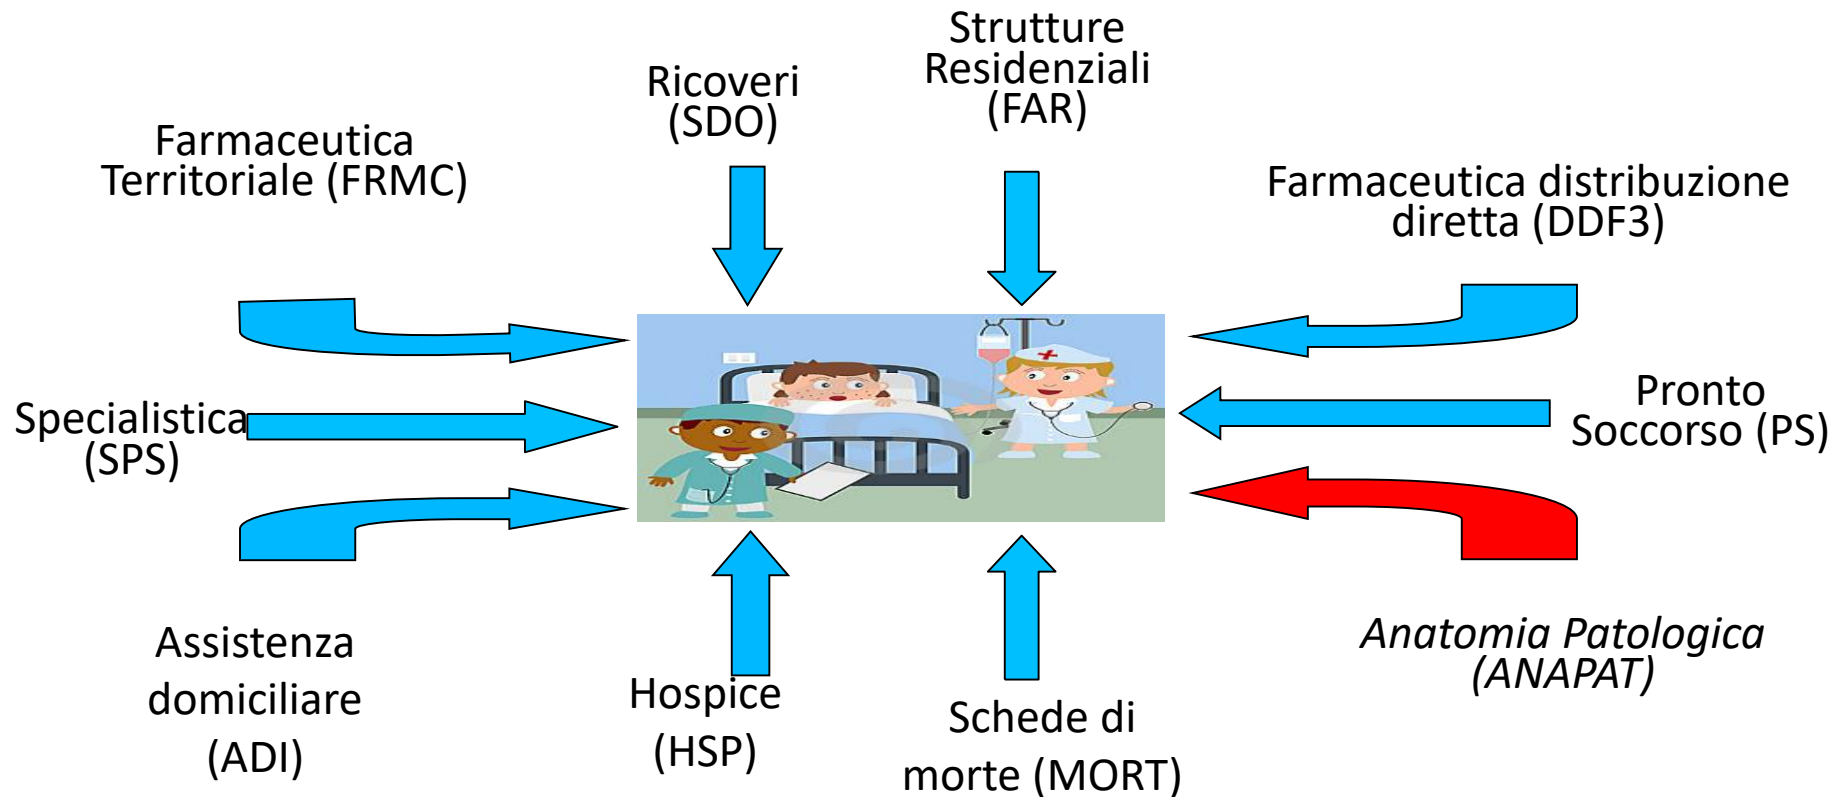 Strutture
Residenziali
(FAR)
Ricoveri
(SDO)
Farmaceutica
Territoriale (FRMC)
Farmaceutica distribuzione
diretta (DDF3)
Specialistica
(SPS)
Pronto
Soccorso (PS)
Assistenza
domiciliare
(ADI)
Hospice
(HSP)
Schede di
morte (MORT)
Anatomia Patologica
(ANAPAT)